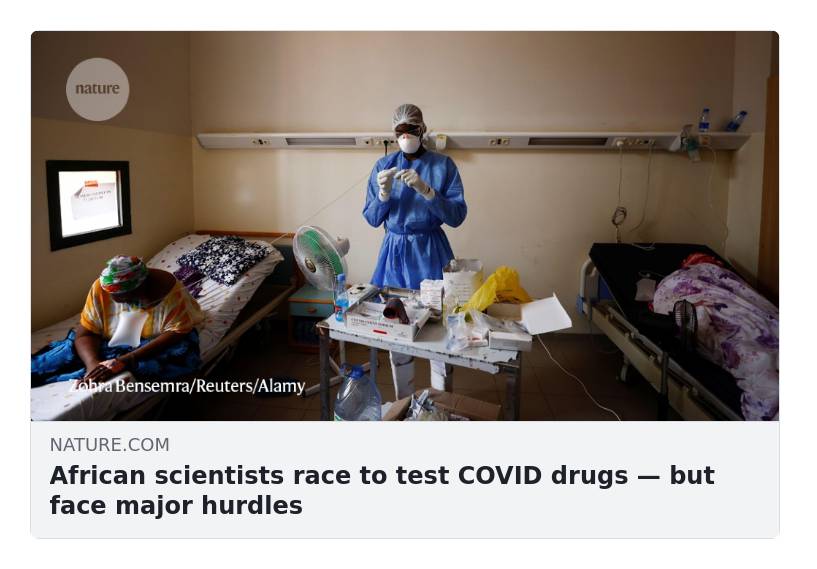 nature
Zohra Bensemra/Reuters/Alamy
NATURE.COM
African scientists race to test COVID drugs — but
face major hurdles